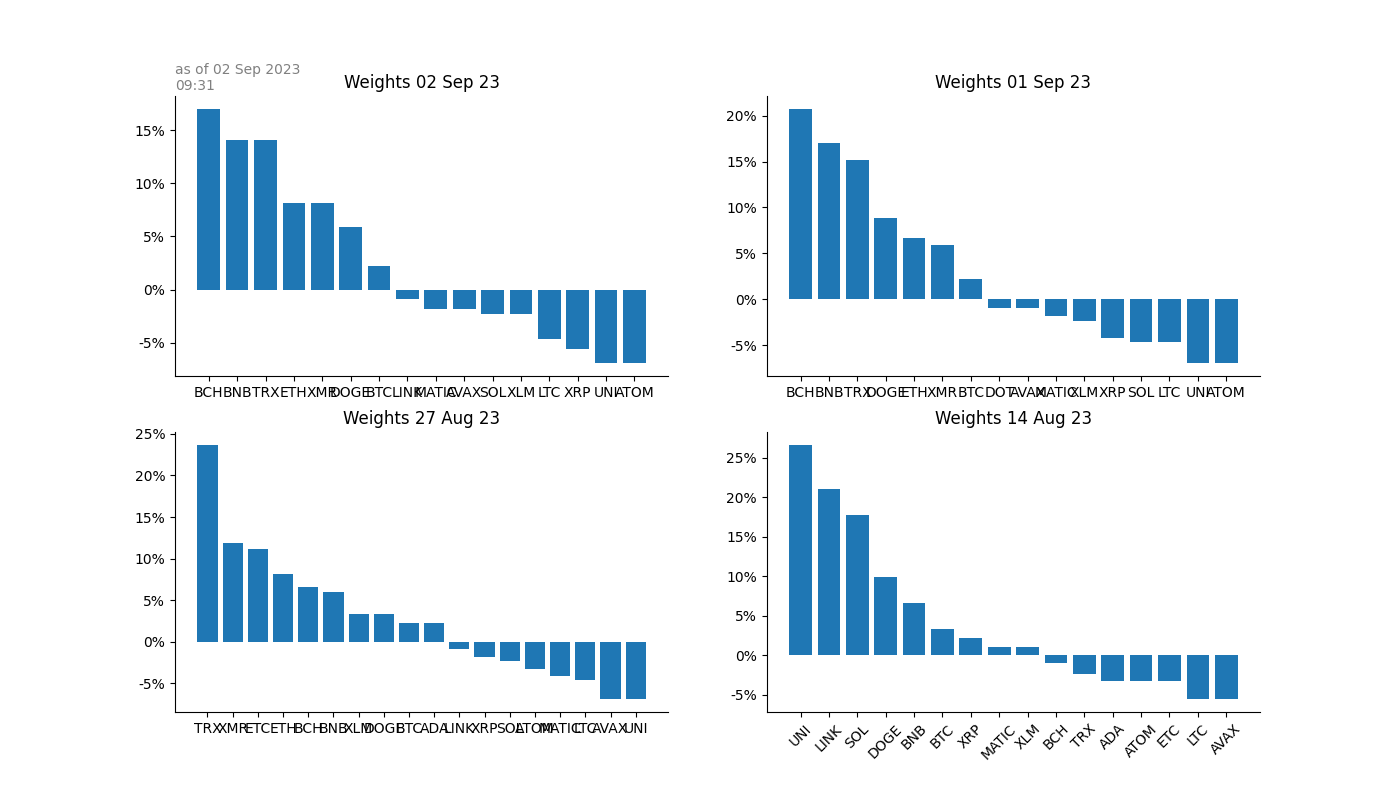 as of 02 Sep 2023
09:31
Weights 02 Sep 23
15%
10%
5%
0%
-5%
BCH BNB TRX ETH XMR DOGE BTC LINK MATIC AVAX SOL XLM LTC XRP UNI ATOM
Weights 01 Sep 23
20%
15%
10%
5%
0%
-5%
BCH BNB TRX DOGE ETH XMR BTC DOT AVAX MATIC XLM XRP SOL LTC UNI ATOM
Weights 27 Aug 23
25%
20%
15%
10%
5%
0%
-5%
TRX XMR ETC ETH BCH BNB XLM DOGE BTC ADA LINK XRP SOL ATOM MATIC LTC AVAX UNI
Weights 14 Aug 23
25%
20%
15%
10%
5%
0%
-5%
UNI LINK SOL DOGE BNB BTC XRP MATIC XLM BCH TRX ADA ATOM ETC LTC AVAX